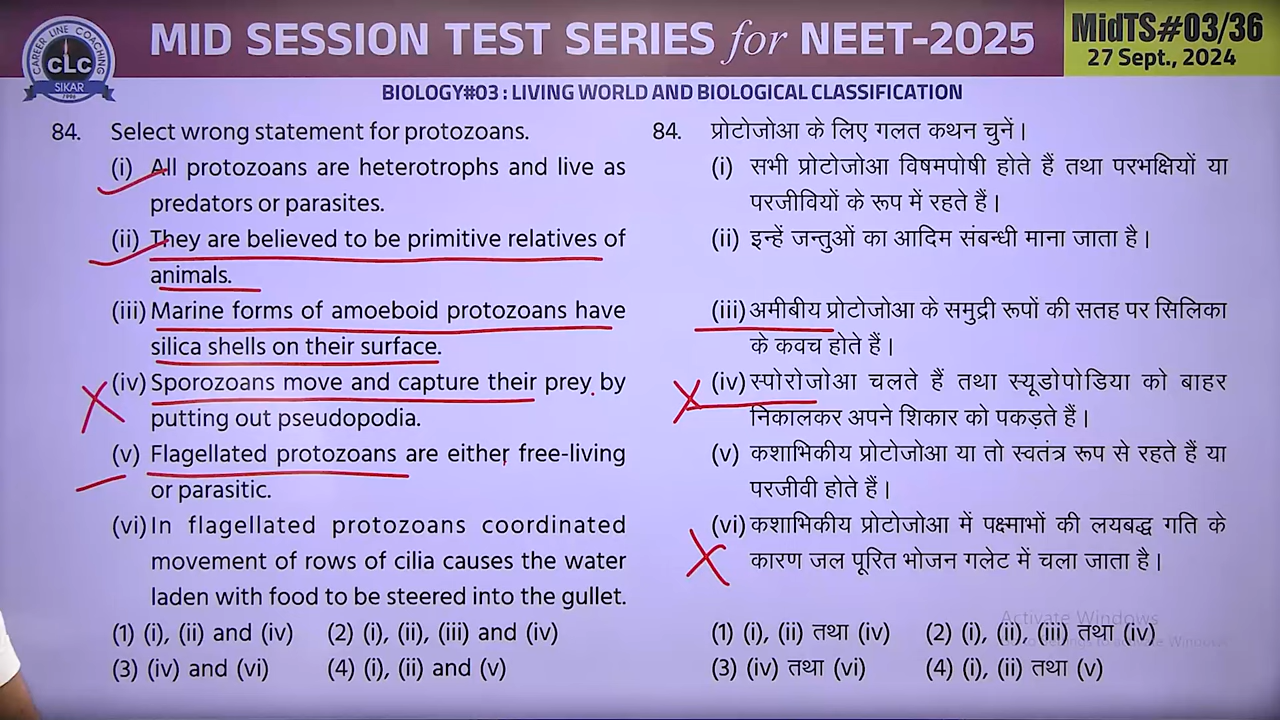 CAREER LINE COACHING
CLC
SIKAR
MID SESSION TEST SERIES for NEET-2025
MidTS#03/36
27 Sept., 2024
BIOLOGY#03 : LIVING WORLD AND BIOLOGICAL CLASSIFICATION
84. Select wrong statement for protozoans.
(i) All protozoans are heterotrophs and live as
predators or parasites.
(ii) They are believed to be primitive relatives of
animals.
(iii) Marine forms of amoeboid protozoans have
silica shells on their surface.
(iv) Sporozoans move and capture their prey by
putting out pseudopodia.
(v) Flagellated protozoans are either free-living
or parasitic.
(vi) In flagellated protozoans coordinated
movement of rows of cilia causes the water
laden with food to be steered into the gullet.
(1) (i), (ii) and (iv) (2) (i), (ii), (iii) and (iv)
(3) (iv) and (vi) (4) (i), (ii) and (v)
84. प्रोटोजोआ के लिए गलत कथन चुनें।
(i) सभी प्रोटोजोआ विषमपोषी होते हैं तथा परभक्षियों या
परजीवियों के रूप में रहते हैं।
(ii) इन्हें जन्तुओं का आदिम संबन्धी माना जाता है।
(iii) अमीबीय प्रोटोजोआ के समुद्री रूपों की सतह पर सिलिका
के कवच होते हैं।
(iv) स्पोरोजोआ चलते हैं तथा स्यूडोपोडिया को बाहर
निकालकर अपने शिकार को पकड़ते हैं।
(v) कशाभिकीय प्रोटोजोआ या तो स्वतंत्र रूप से रहते हैं या
परजीवी होते हैं।
(vi) कशाभिकीय प्रोटोजोआ में पक्ष्माभों की लयबद्ध गति के
कारण जल पूरित भोजन गलेट में चला जाता है।
(1) (i), (ii) तथा (iv) (2) (i), (ii), (iii) तथा (iv)
(3) (iv) तथा (vi) (4) (i), (ii) तथा (v)
Activate Windows
to activate Windows.